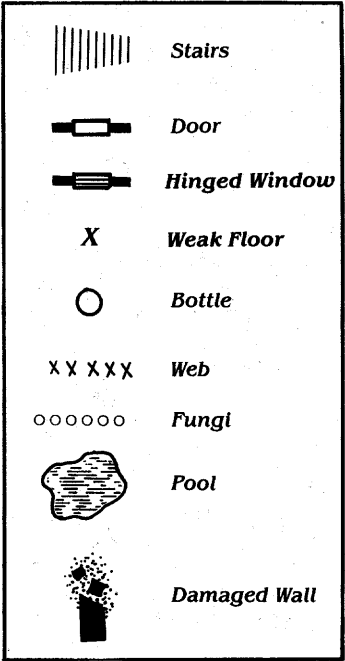 Stairs
Door
Hinged Window
X Weak Floor
Bottle
Web
Fungi
Pool
Damaged Wall